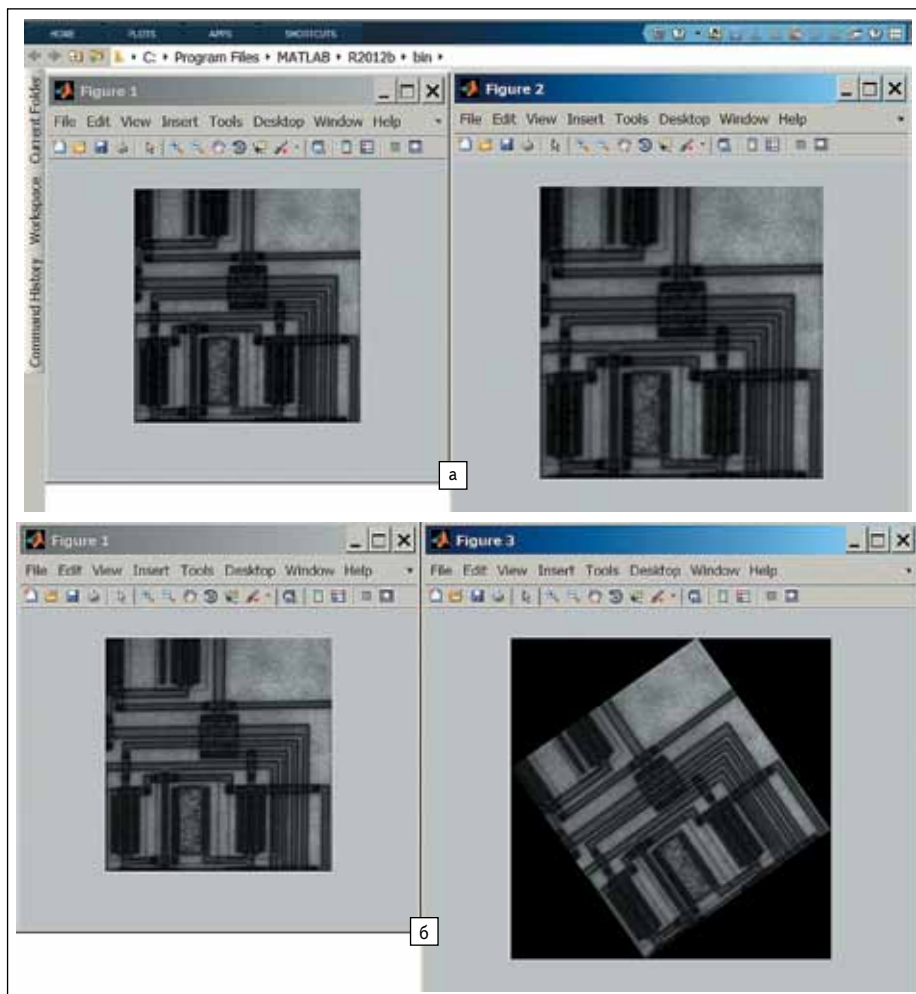 HOME PLOTS APPS SHORTCUTS
C: Program Files MATLAB R2012b bin
Current Folder
Workspace
Command History
Figure 1
File Edit View Insert Tools Desktop Window Help
Figure 2
File Edit View Insert Tools Desktop Window Help
а
Figure 1
File Edit View Insert Tools Desktop Window Help
Figure 3
File Edit View Insert Tools Desktop Window Help
б